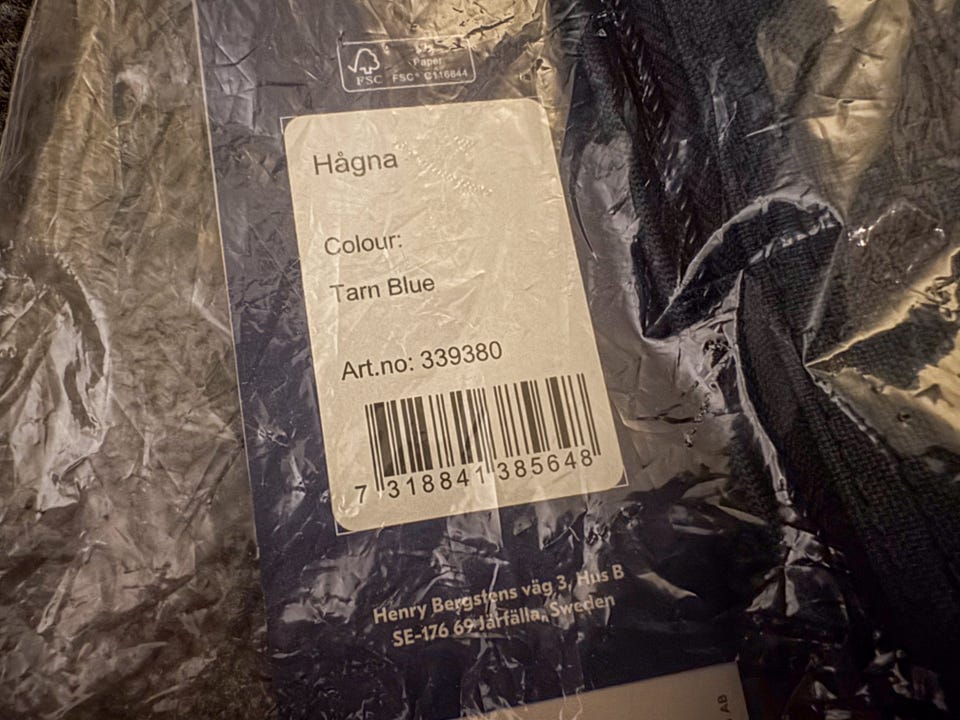 Paper
FSC
FSC® C116844
Hågna
Colour:
Tarn Blue
Art.no: 339380
7 318841 385648
Henry Bergstens väg 3, Hus B
SE-176 69 Järfälla, Sweden
AB